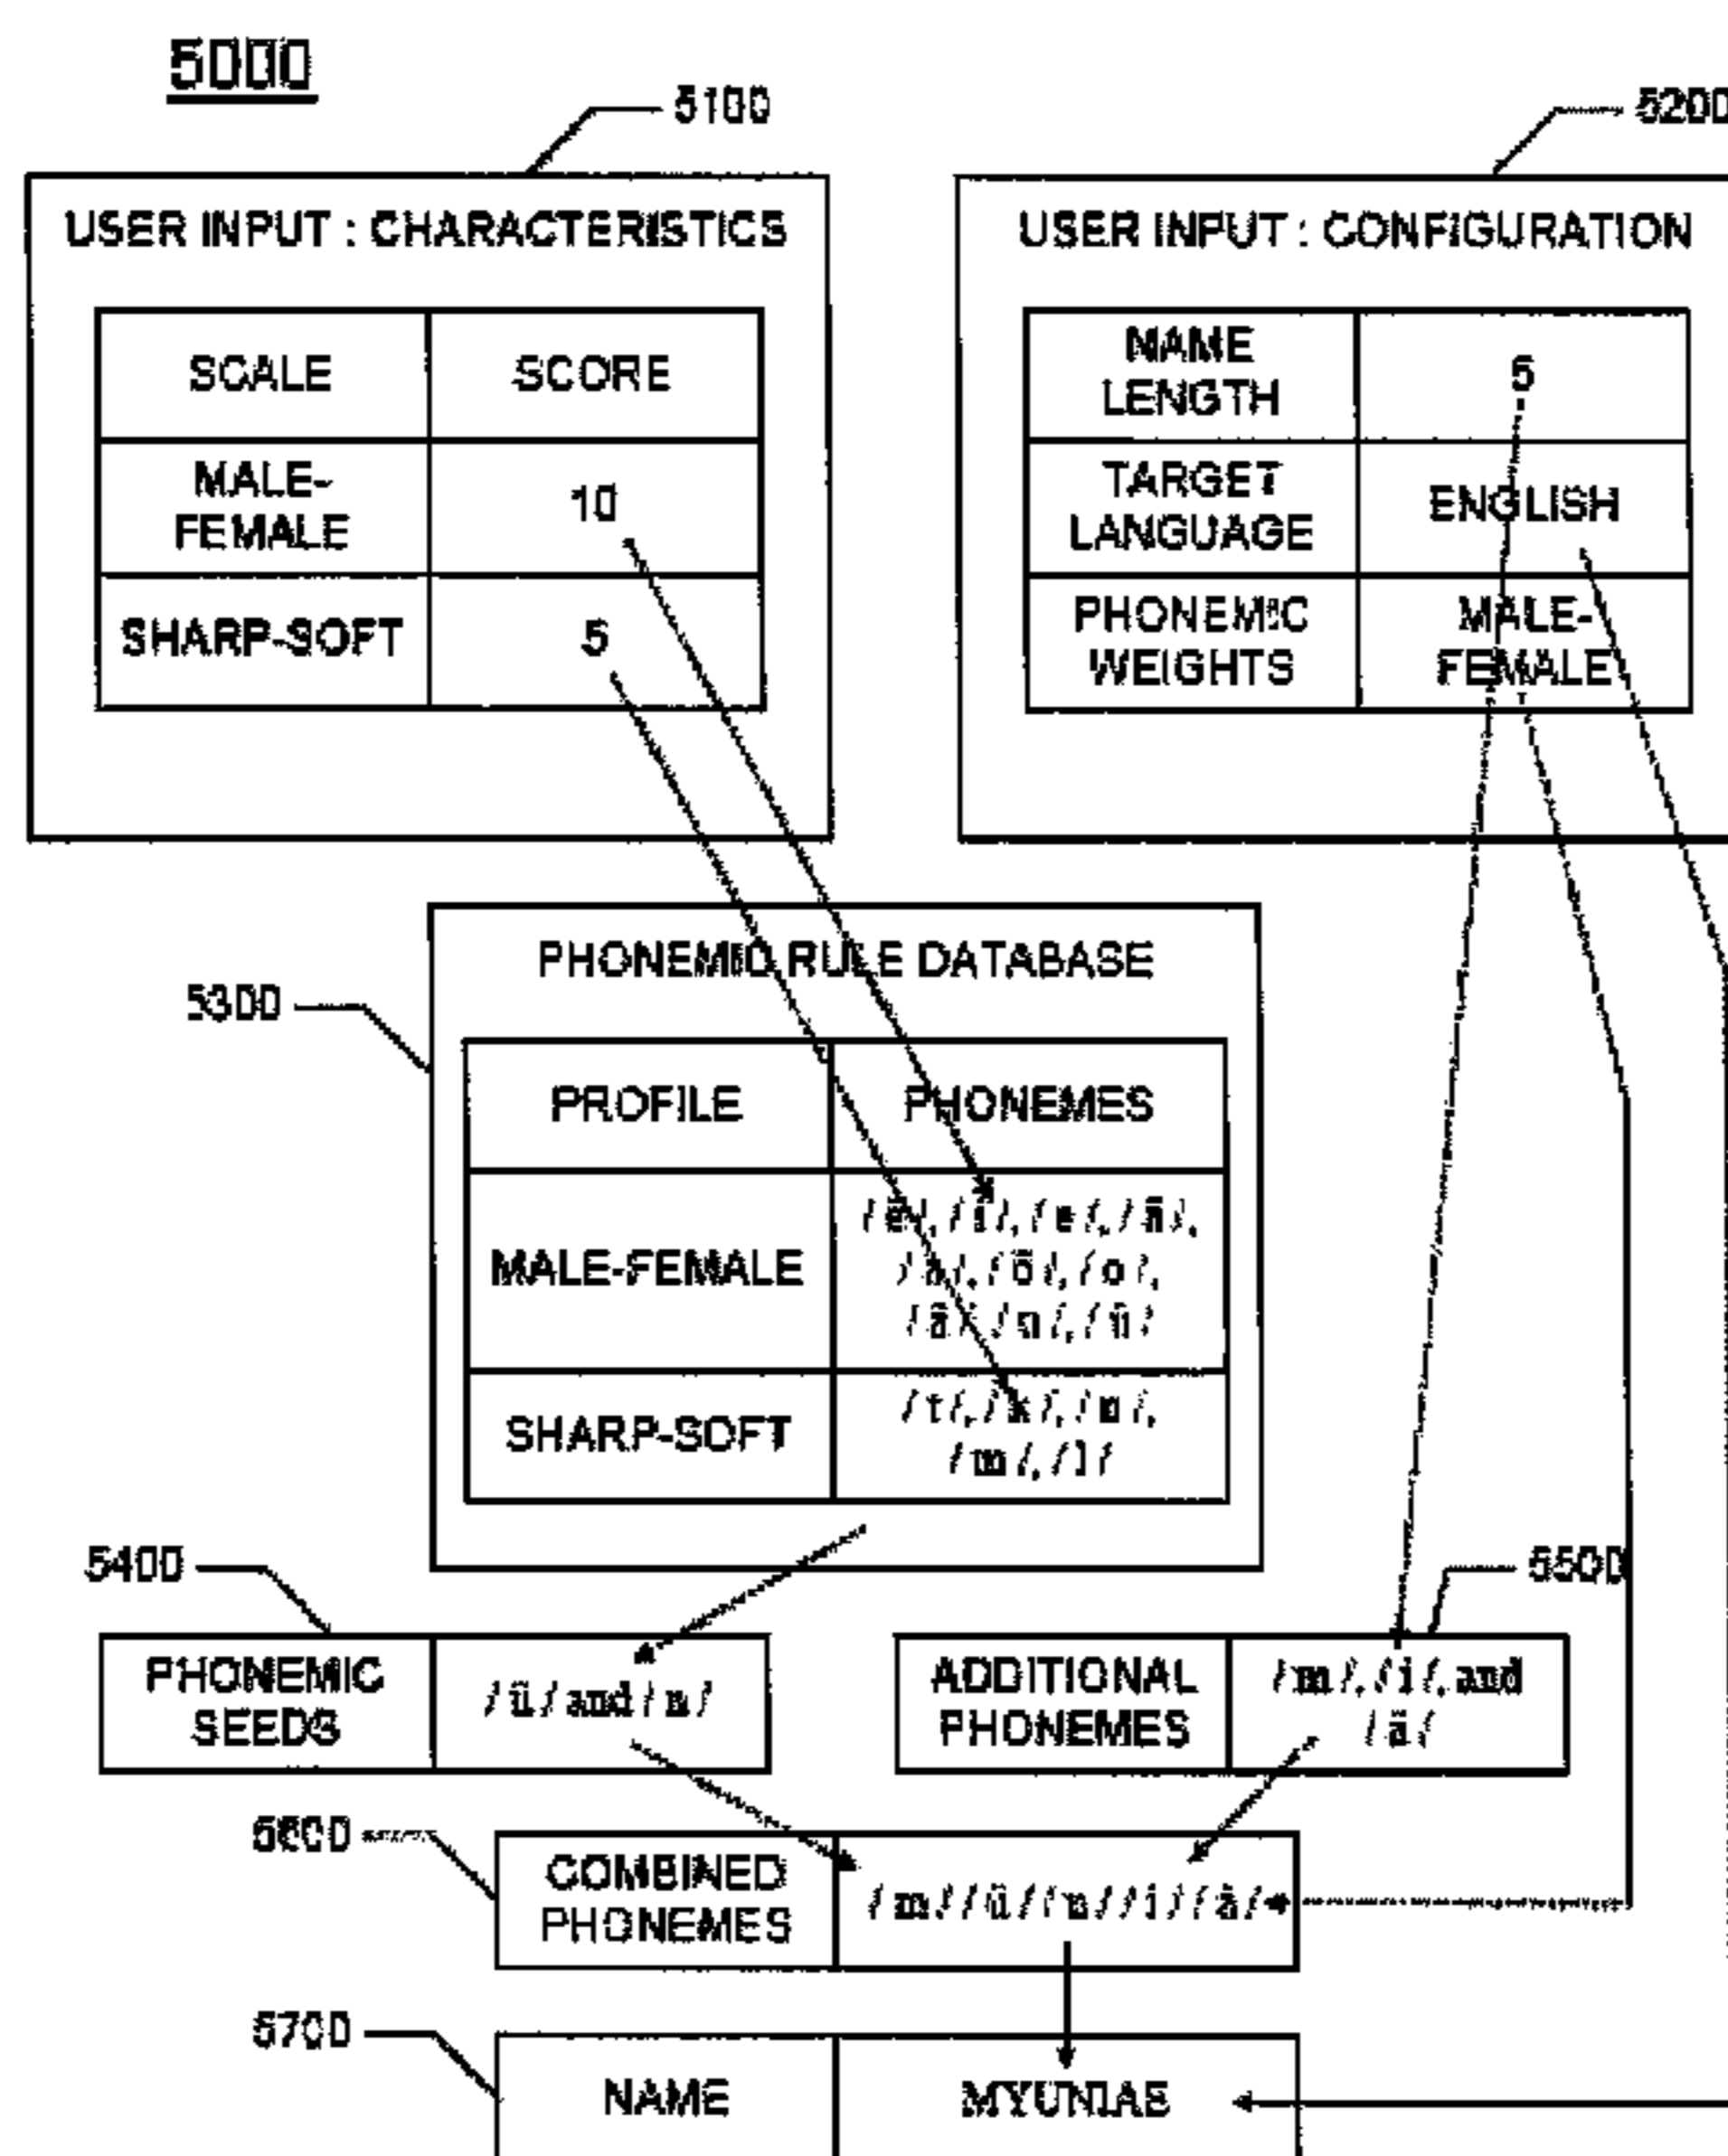 5000
5100
5200
USER INPUT : CHARACTERISTICS
SCALE
SCORE
MALE-
FEMALE
10
SHARP-SOFT
5
USER INPUT : CONFIGURATION
NAME
LENGTH
5
TARGET
LANGUAGE
ENGLISH
PHONEMIC
WEIGHTS
MALE-
FEMALE
5300
PHONEMIC RULE DATABASE
PROFILE
PHONEMES
MALE-FEMALE
/o/,
SHARP-SOFT
/t/, /k/,
/m/, /l/
5400
PHONEMIC
SEEDS
/ü/ and /n/
5500
ADDITIONAL
PHONEMES
/m/, /i/, and
/ā/
5600
COMBINED
PHONEMES
/m//ü//n//i//ā/
5700
NAME
MYUNIAE